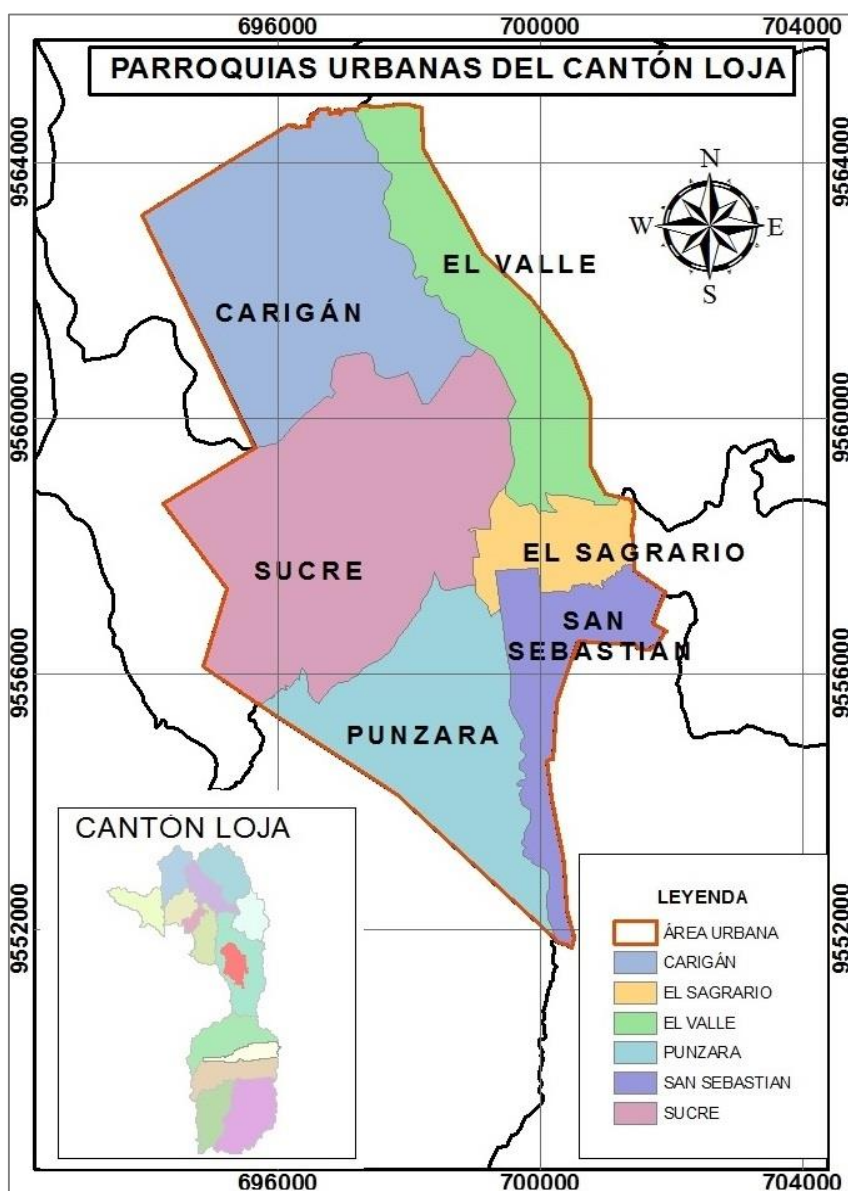 696000 700000 704000
PARROQUIAS URBANAS DEL CANTÓN LOJA
9564000 9564000
N
W E
S
EL VALLE
CARIGÁN
9560000 9560000
EL SAGRARIO
SUCRE
SAN
SEBASTIAN
9556000 9556000
PUNZARA
CANTÓN LOJA
LEYENDA
ÁREA URBANA
CARIGÁN
EL SAGRARIO
EL VALLE
PUNZARA
SAN SEBASTIAN
SUCRE
9552000 9552000
696000 700000 704000